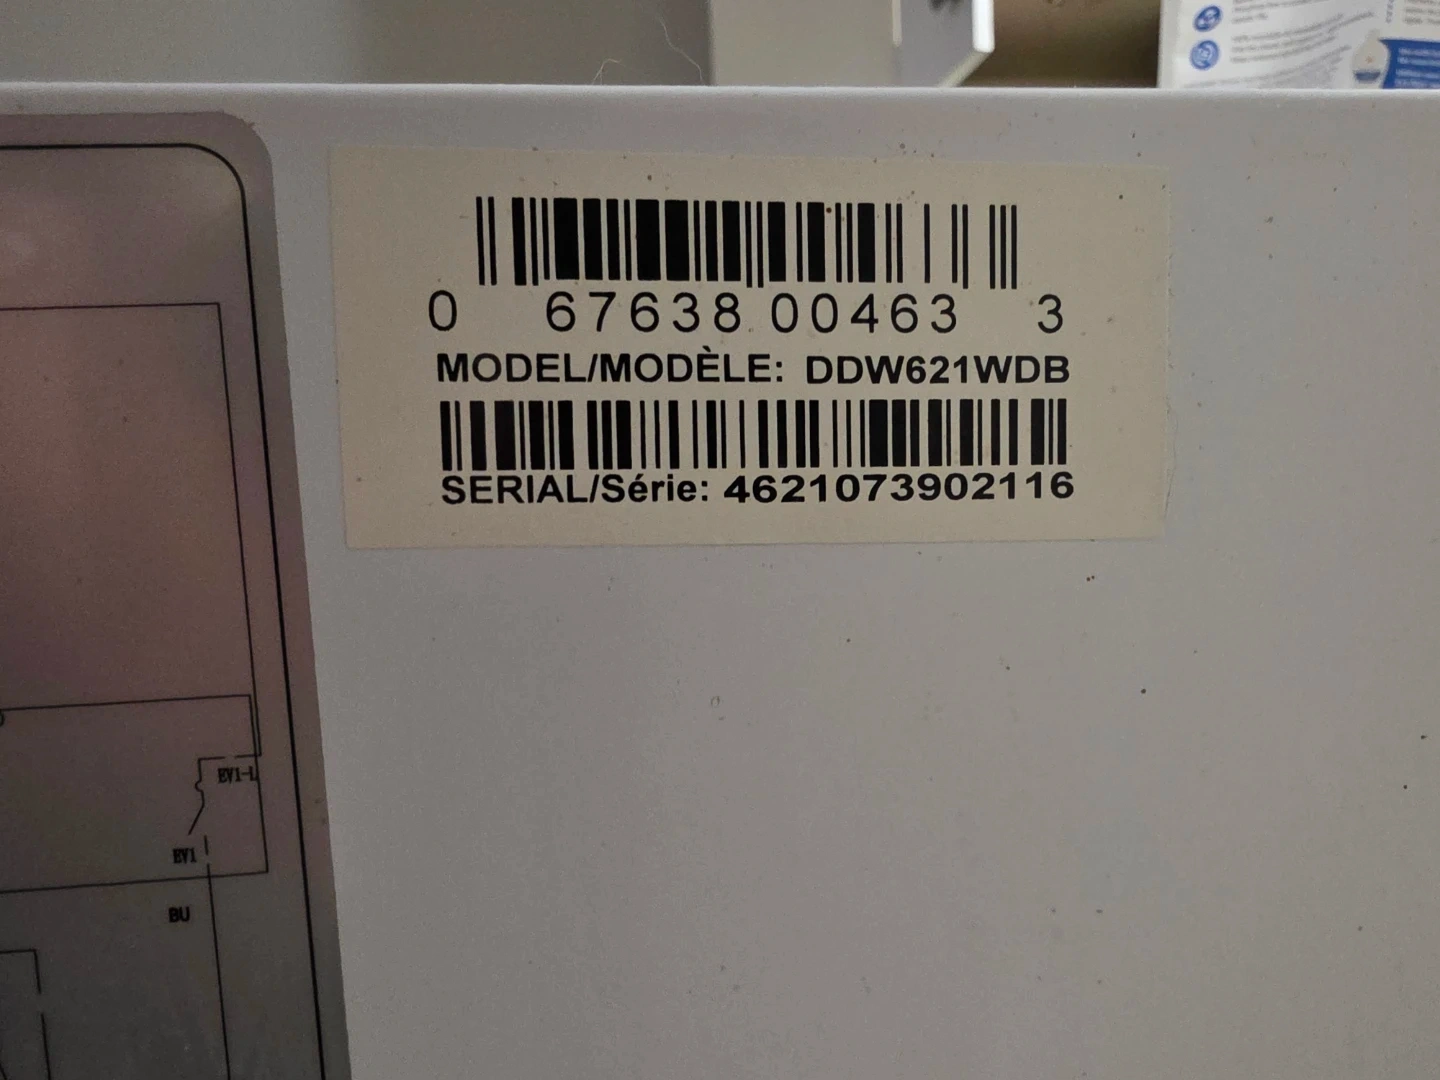 0 67638 00463 3
MODEL/MODÈLE: DDW621WDB
SERIAL/Série: 4621073902116
EV1-L
EV1
BU